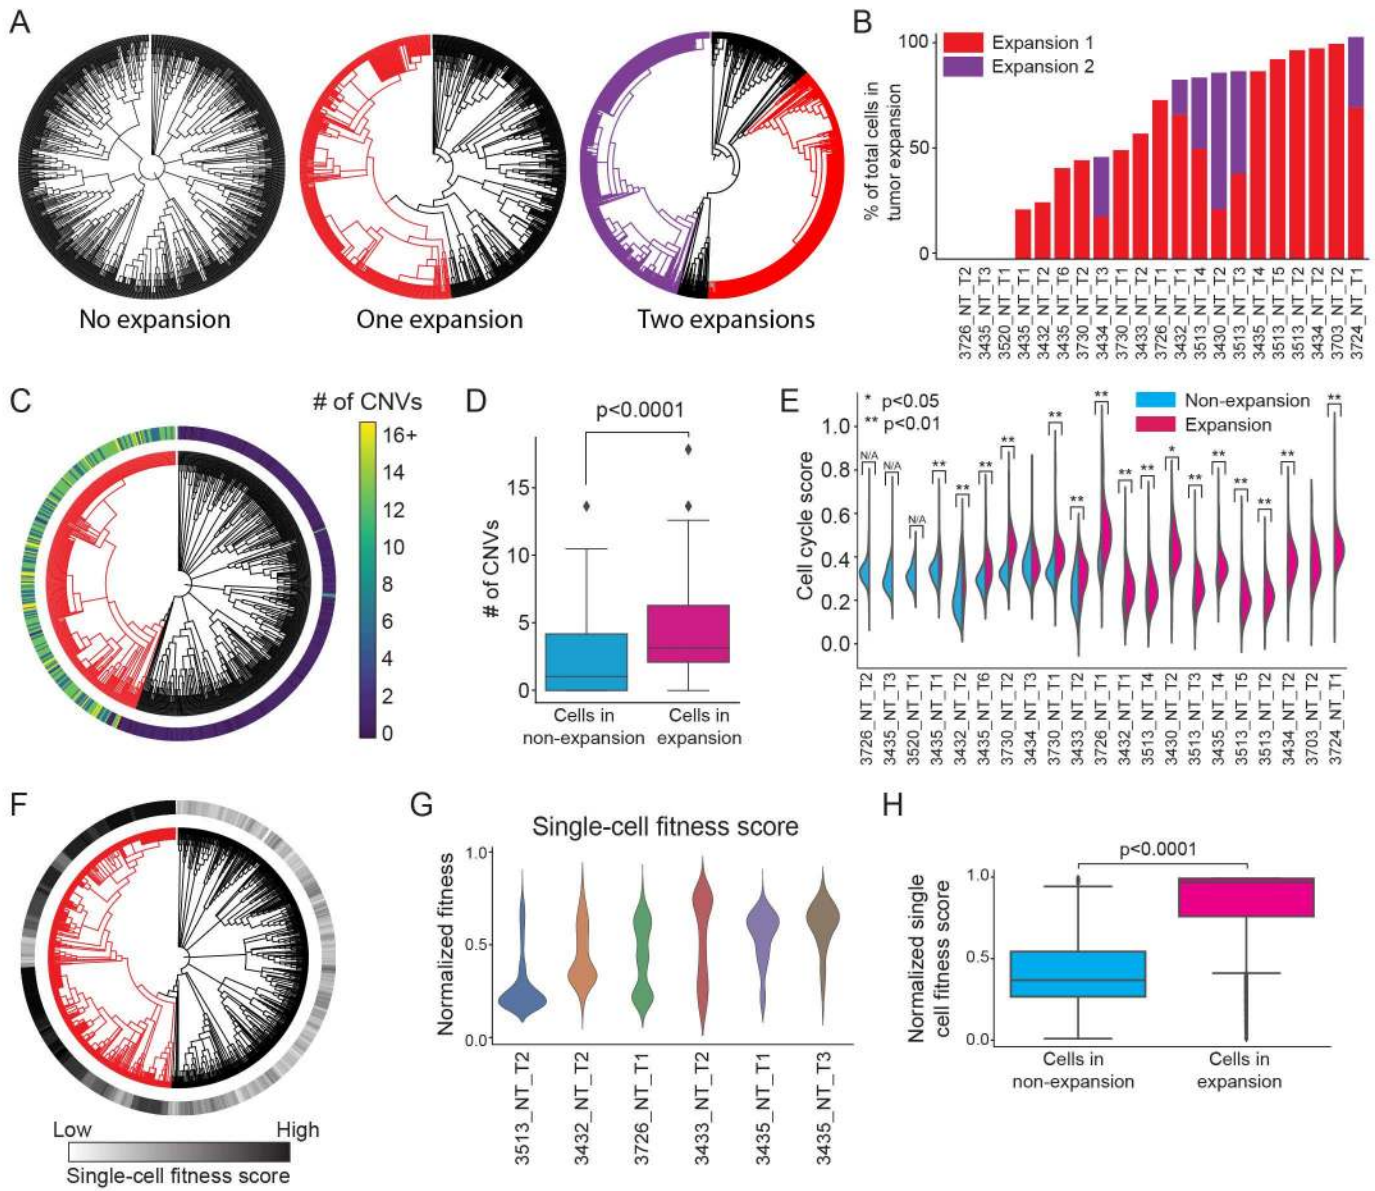 A
No expansion
One expansion
Two expansions
B
Expansion 1
Expansion 2
% of total cells in
tumor expansion
100
50
0
3726_NT_T2
3435_NT_T3
3520_NT_T1
3435_NT_T1
3432_NT_T2
3435_NT_T6
3730_NT_T2
3434_NT_T3
3730_NT_T1
3433_NT_T2
3726_NT_T1
3432_NT_T1
3513_NT_T4
3430_NT_T2
3513_NT_T3
3435_NT_T4
3513_NT_T5
3513_NT_T2
3434_NT_T2
3703_NT_T2
3724_NT_T1
C
# of CNVs
16+
14
12
10
8
6
4
2
0
D
p<0.0001
# of CNVs
15
10
5
0
Cells in
non-expansion
Cells in
expansion
E
* p<0.05
** p<0.01
Non-expansion
Expansion
Cell cycle score
1.0
0.8
0.6
0.4
0.2
0.0
N/A
N/A
N/A
**
**
**
**
**
**
**
**
**
*
**
**
**
**
**
**
3726_NT_T2
3435_NT_T3
3520_NT_T1
3435_NT_T1
3432_NT_T2
3435_NT_T6
3730_NT_T2
3434_NT_T3
3730_NT_T1
3433_NT_T2
3726_NT_T1
3432_NT_T1
3513_NT_T4
3430_NT_T2
3513_NT_T3
3435_NT_T4
3513_NT_T5
3513_NT_T2
3434_NT_T2
3703_NT_T2
3724_NT_T1
F
Low
High
Single-cell fitness score
G
Single-cell fitness score
Normalized fitness
1.0
0.5
0.0
3513_NT_T2
3432_NT_T2
3726_NT_T1
3433_NT_T2
3435_NT_T1
3435_NT_T3
H
p<0.0001
Normalized single
cell fitness score
1.0
0.5
0.0
Cells in
non-expansion
Cells in
expansion